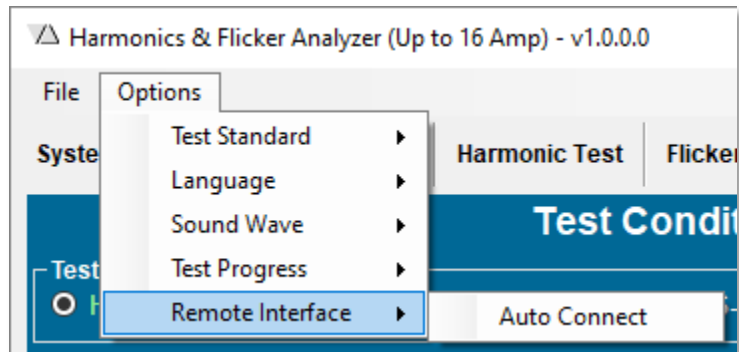 Harmonics & Flicker Analyzer (Up to 16 Amp) - v1.0.0.0
File Options
Test Standard
Harmonic Test
Language
Sound Wave
Test Condit
Test Progress
Test
Remote Interface
Auto Connect